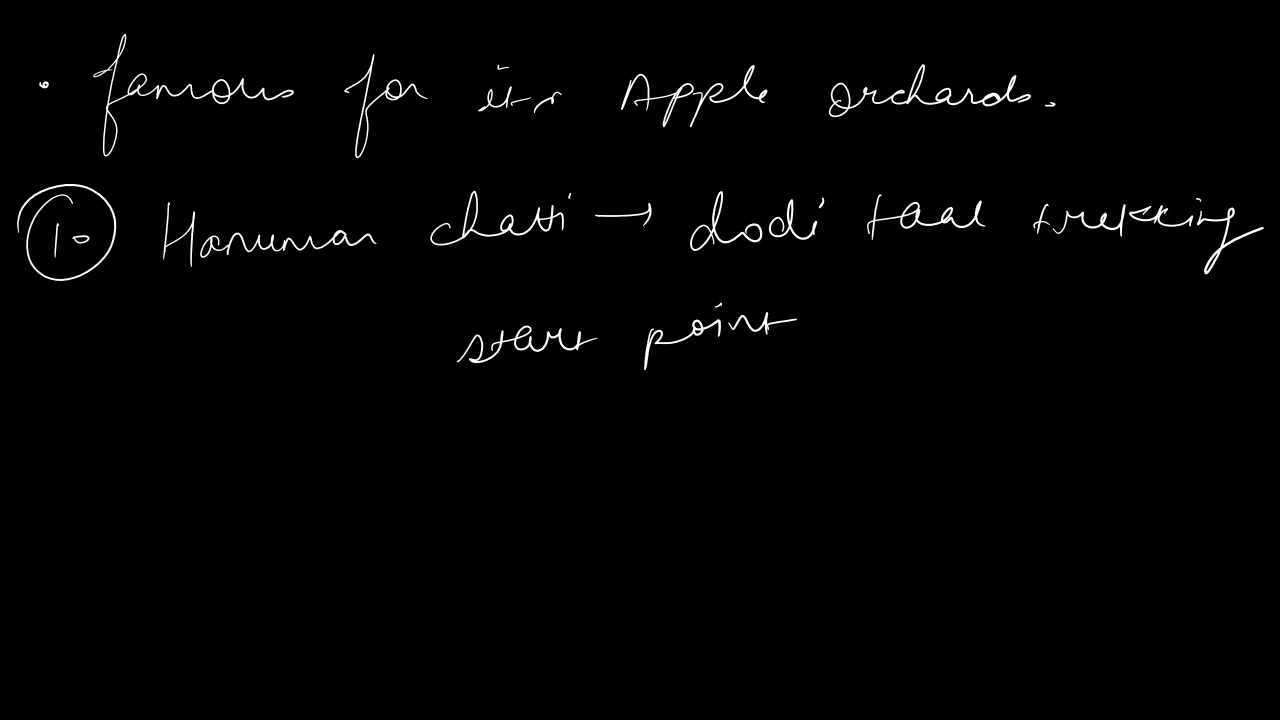 · famous for its Apple orchards.
10 Hanuman chatti → dodi taal trekking
start point